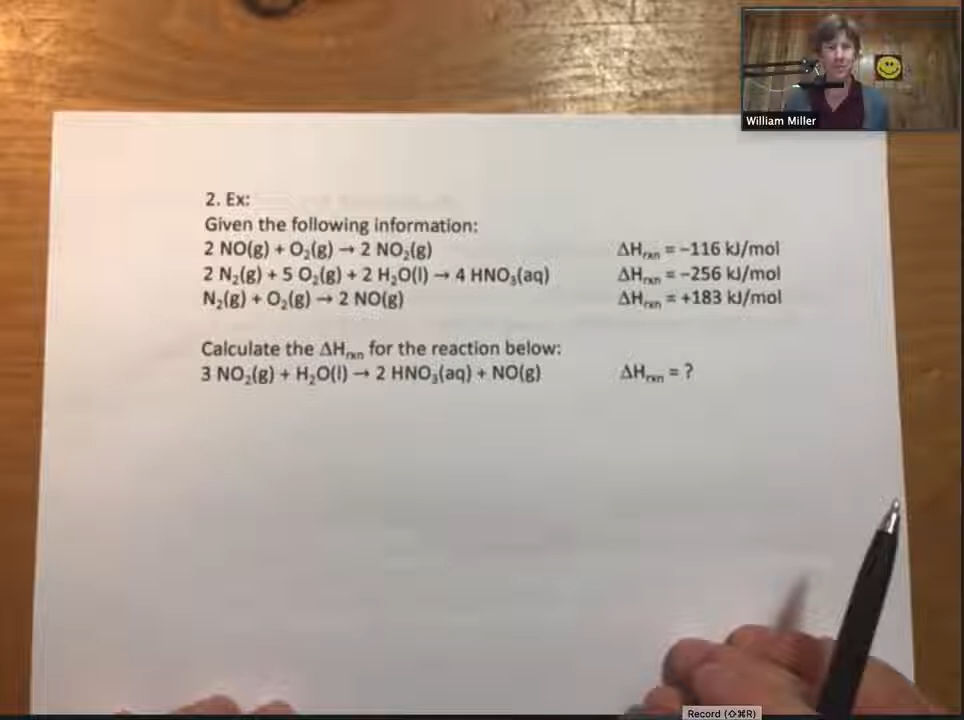 William Miller
2. Ex:
Given the following information:
2 NO(g) + O₂(g) → 2 NO₂(g) ΔHᵣₓₙ = −116 kJ/mol
2 N₂(g) + 5 O₂(g) + 2 H₂O(l) → 4 HNO₃(aq) ΔHᵣₓₙ = −256 kJ/mol
N₂(g) + O₂(g) → 2 NO(g) ΔHᵣₓₙ = +183 kJ/mol
Calculate the ΔHᵣₓₙ for the reaction below:
3 NO₂(g) + H₂O(l) → 2 HNO₃(aq) + NO(g) ΔHᵣₓₙ = ?
Record (⇧⌘R)